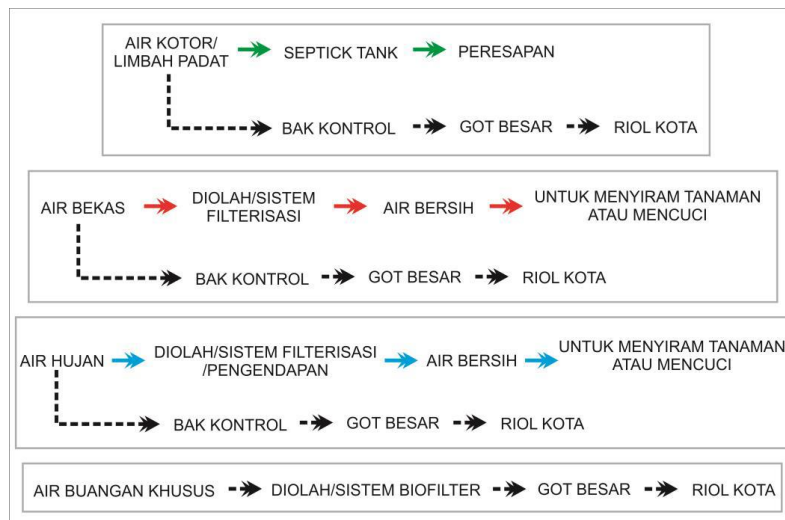 AIR KOTOR/
LIMBAH PADAT
SEPTICK TANK
PERESAPAN
BAK KONTROL
GOT BESAR
RIOL KOTA
AIR BEKAS
DIOLAH/SISTEM
FILTERISASI
AIR BERSIH
UNTUK MENYIRAM TANAMAN
ATAU MENCUCI
BAK KONTROL
GOT BESAR
RIOL KOTA
AIR HUJAN
DIOLAH/SISTEM FILTERISASI
/PENGENDAPAN
AIR BERSIH
UNTUK MENYIRAM TANAMAN
ATAU MENCUCI
BAK KONTROL
GOT BESAR
RIOL KOTA
AIR BUANGAN KHUSUS
DIOLAH/SISTEM BIOFILTER
GOT BESAR
RIOL KOTA